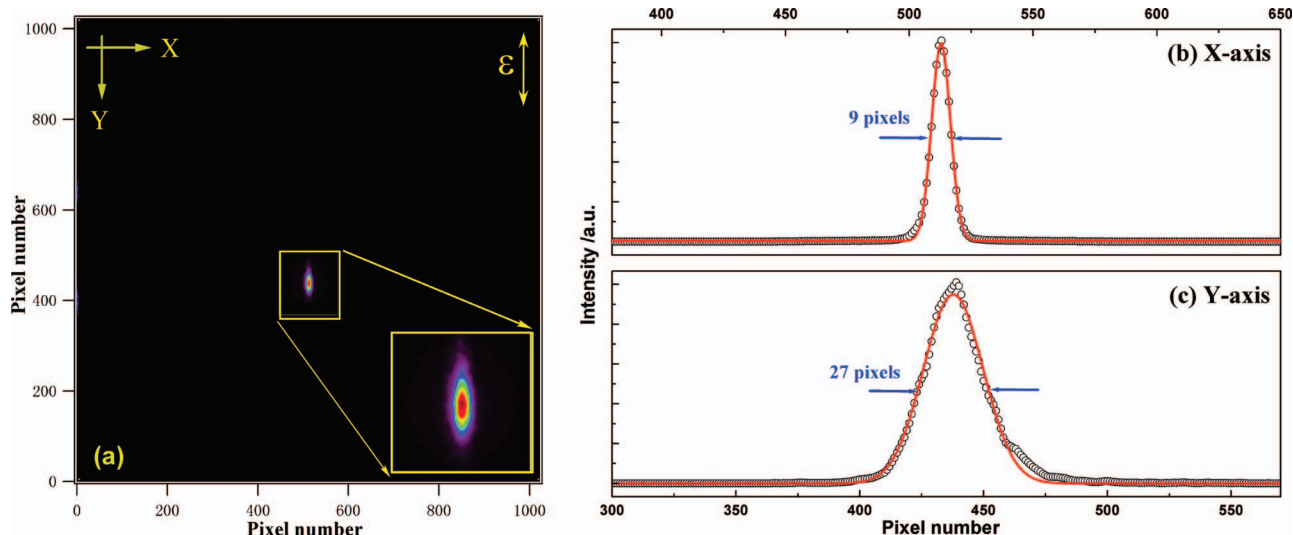 1000
800
600
400
200
0
Pixel number
X
Y
ε
(a)
0 200 400 600 800 1000
Pixel number
400 450 500 550 600 650
(b) X-axis
9 pixels
Intensity /a.u.
(c) Y-axis
27 pixels
300 350 400 450 500 550
Pixel number